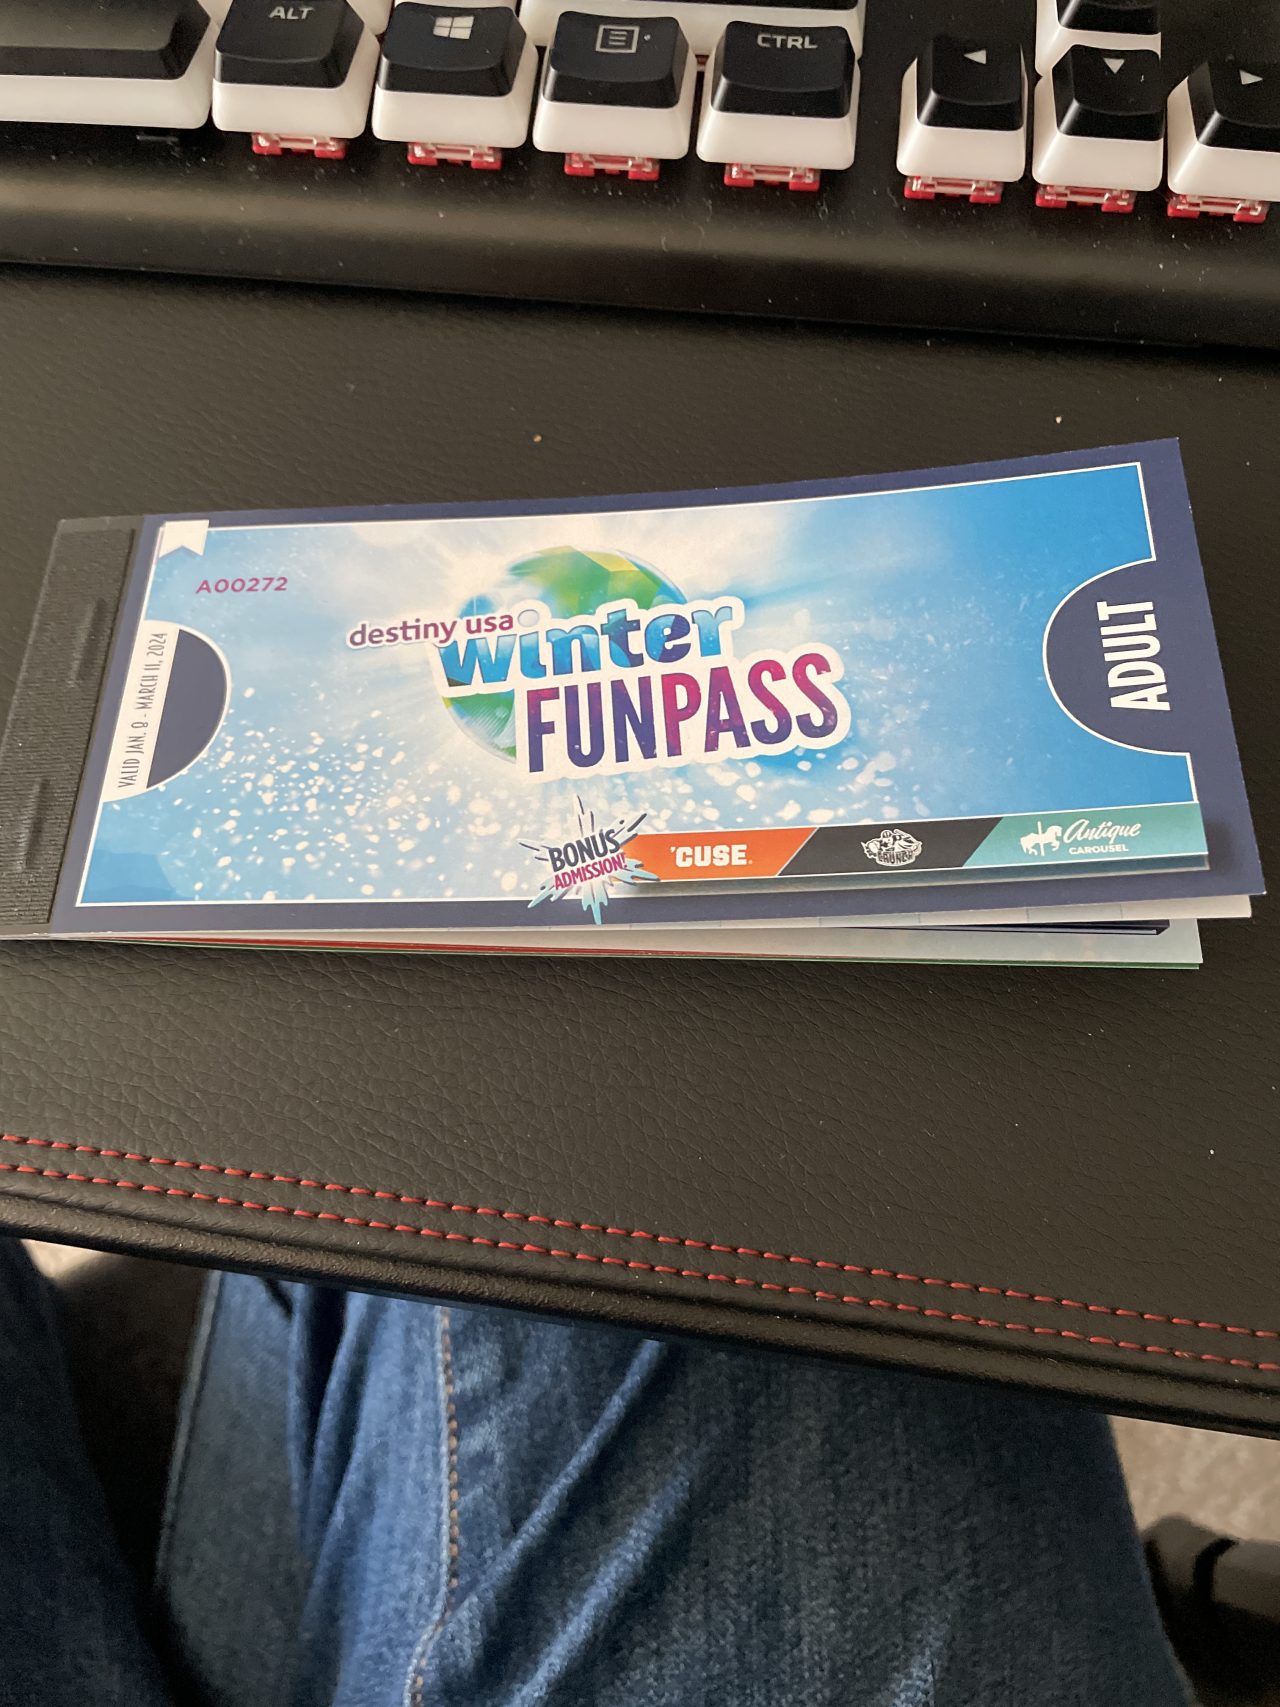 ALT
CTRL
A00272
VALID JAN. 8 - MARCH 11, 2024
destiny usa
winter
FUNPASS
ADULT
BONUS
ADMISSION!
'CUSE
CRUNCH
Antique
CAROUSEL